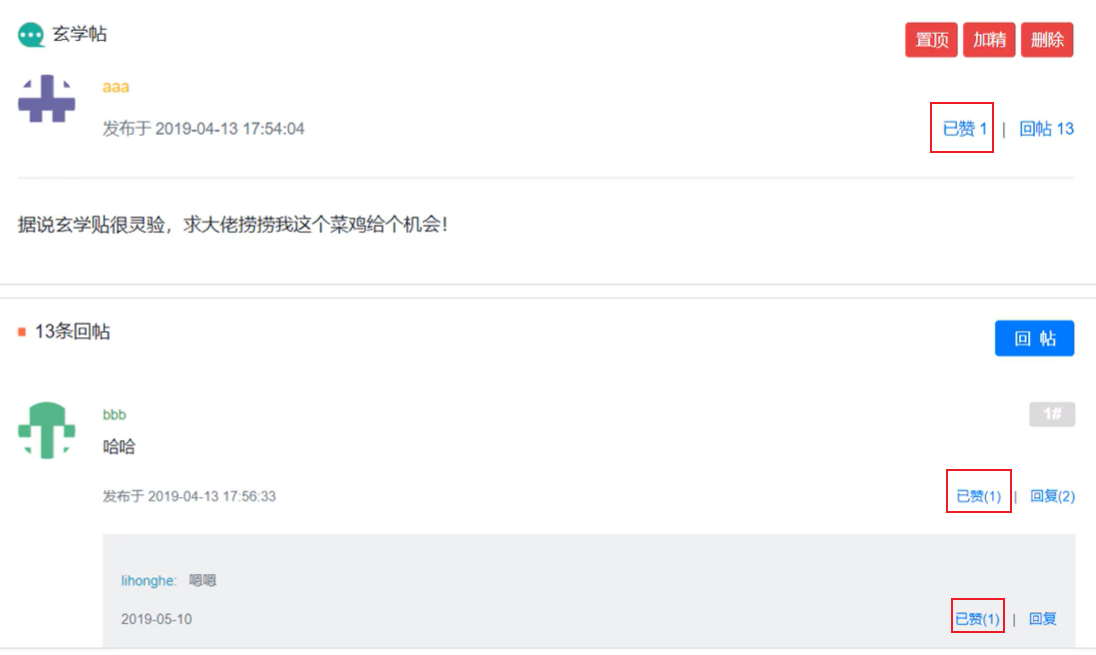 玄学帖
置顶 加精 删除
aaa
发布于 2019-04-13 17:54:04
已赞 1 | 回帖 13
据说玄学贴很灵验，求大佬捞捞我这个菜鸡给个机会！
13条回帖
回 帖
bbb
1#
哈哈
发布于 2019-04-13 17:56:33
已赞(1) | 回复(2)
lihonghe: 嗯嗯
2019-05-10
已赞(1) | 回复